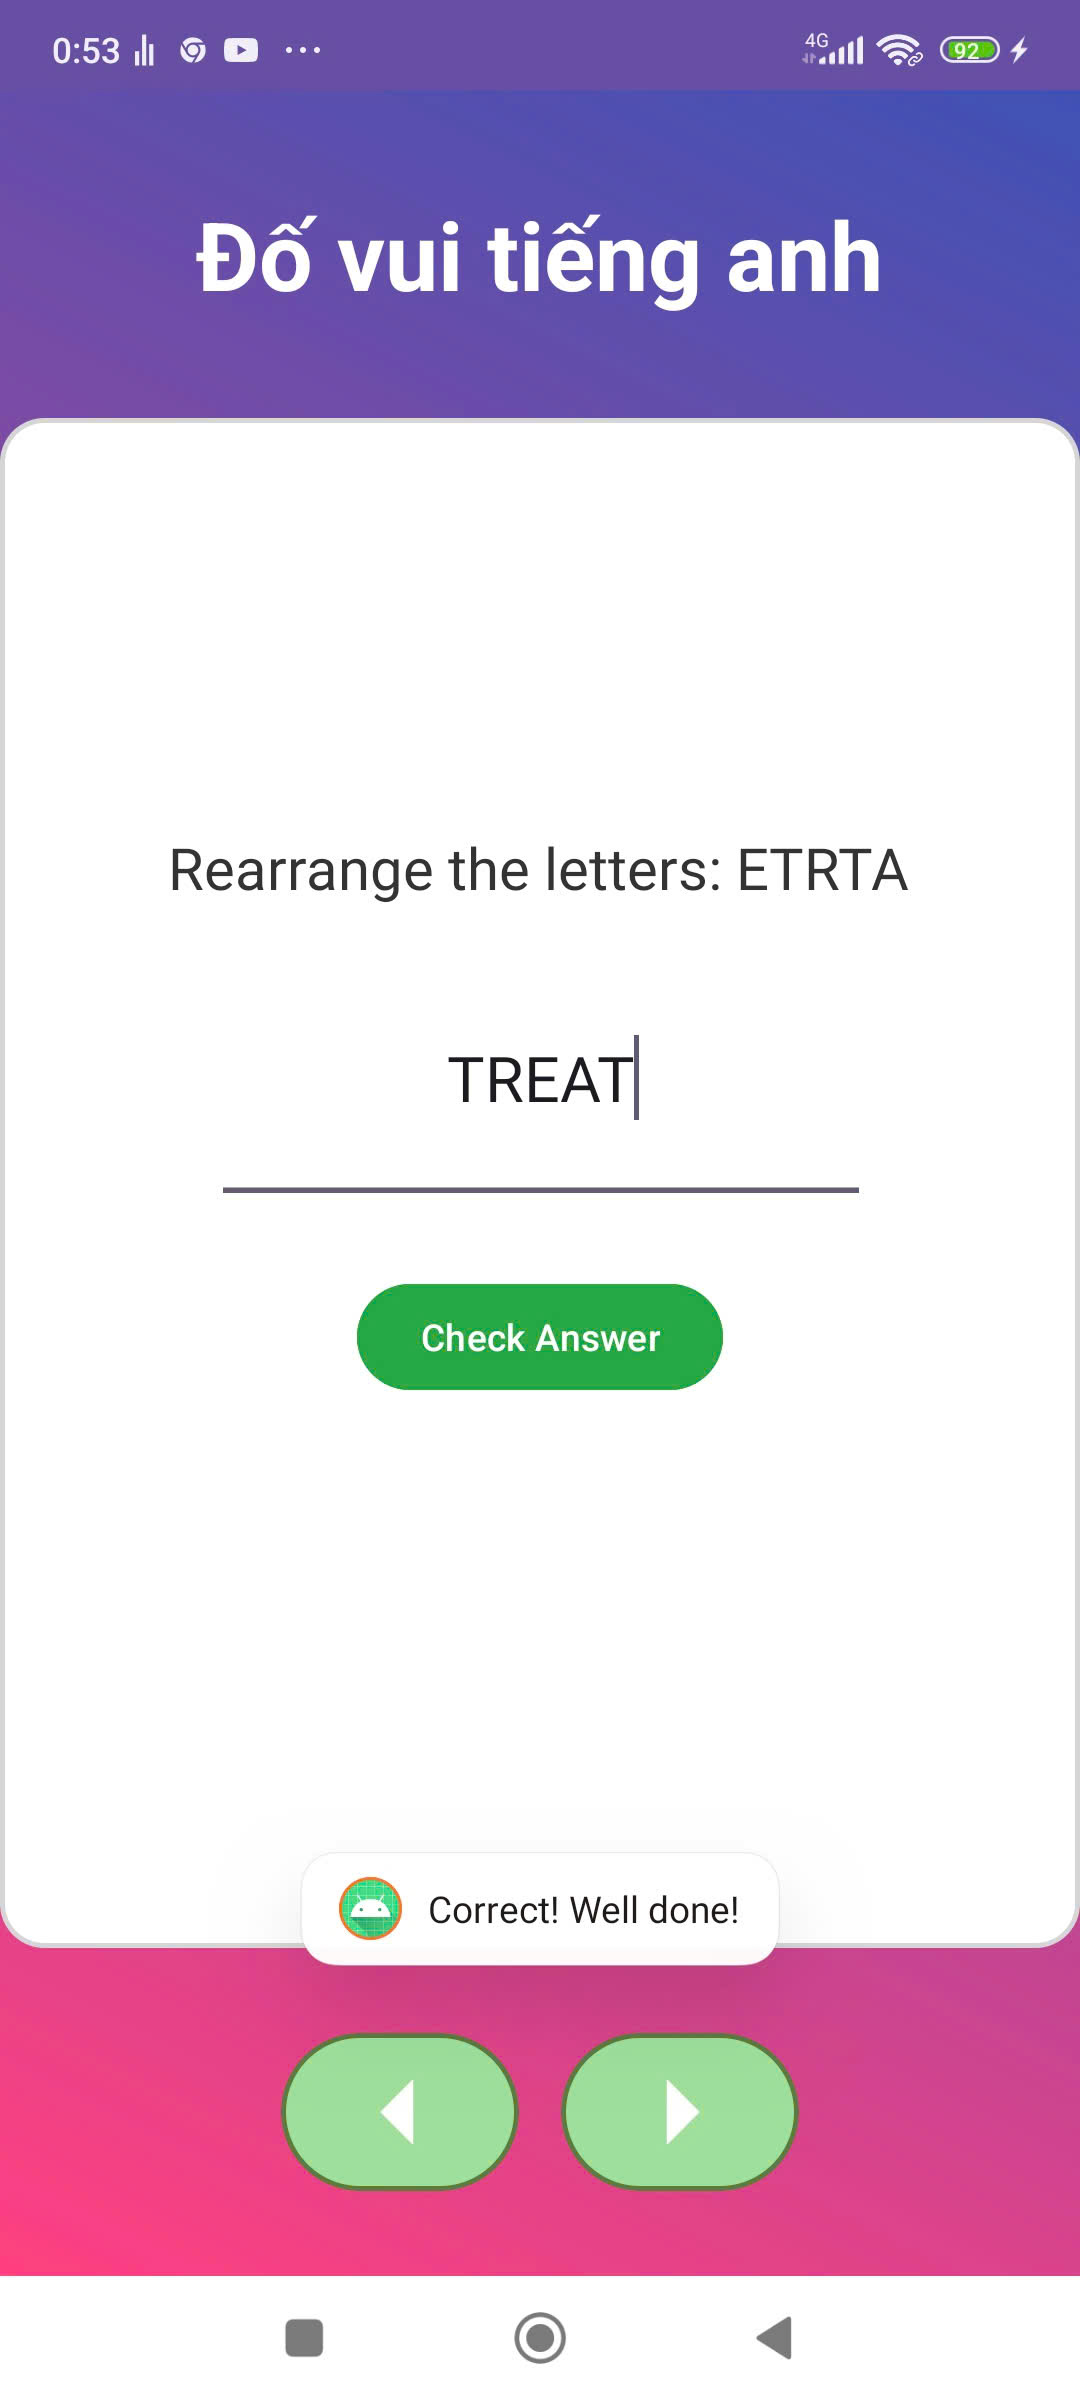 0:53
4G
92
Đố vui tiếng anh
Rearrange the letters: ETRTA
TREAT
Check Answer
Correct! Well done!